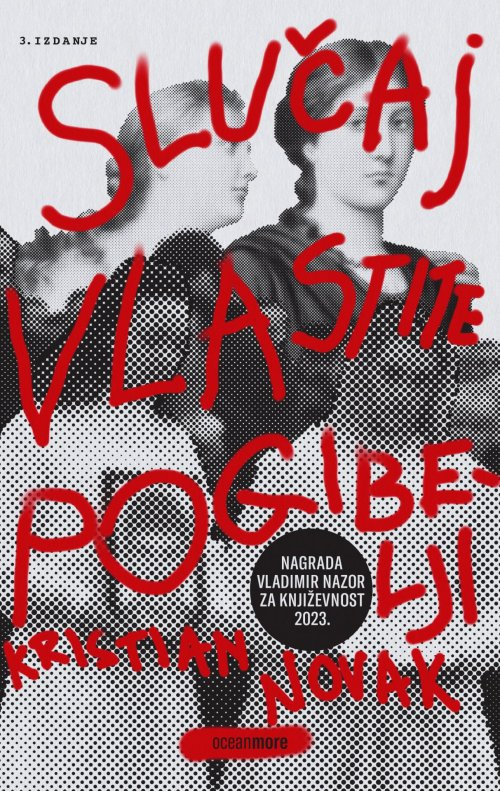 3. IZDANJE
SLUČAJ
VLASTITE
POGIBE-
LJI
NAGRADA
VLADIMIR NAZOR
ZA KNJIŽEVNOST
2023.
KRISTIAN
NOVAK
oceanmore